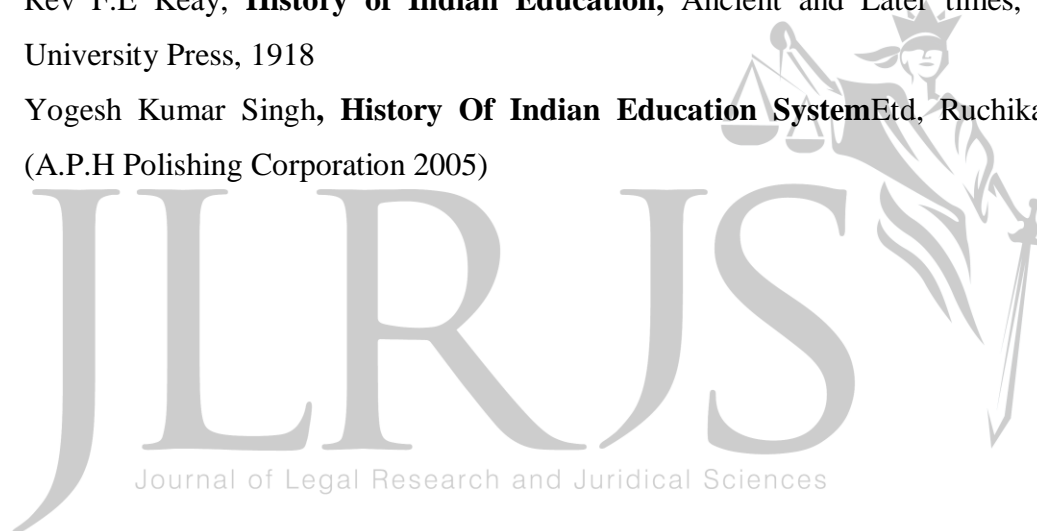 Rev F.E Keay, History of Indian Education, Ancient and Later times,
University Press, 1918
Yogesh Kumar Singh, History Of Indian Education SystemEtd, Ruchika
(A.P.H Polishing Corporation 2005)
JLRJS
Journal of Legal Research and Juridical Sciences